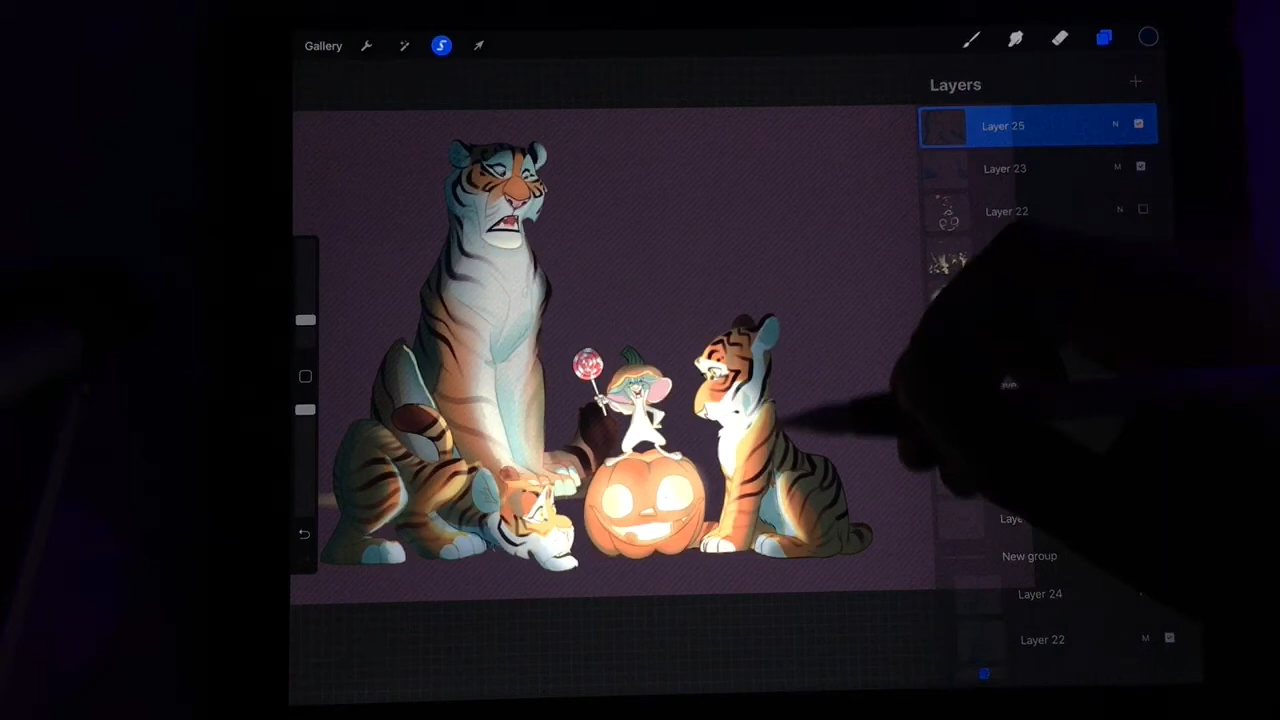 Gallery
Layers
Layer 25 N
Layer 23 M
Layer 22 N
New group
Layer 24
Layer 22 M